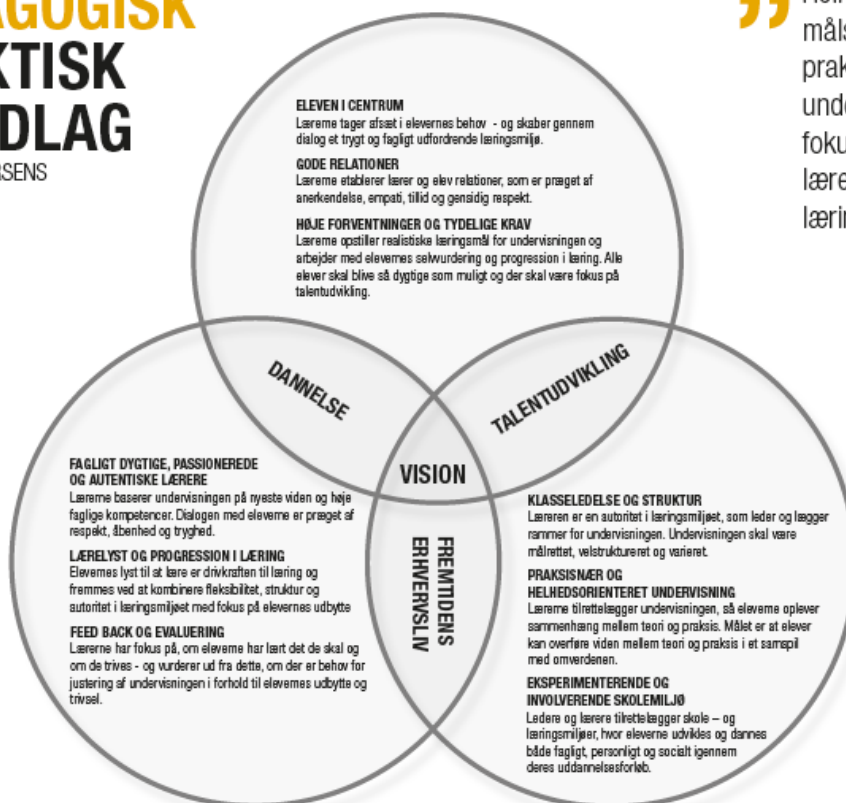 AGOGISK
KTISK
DLAG
RSENS
”
måls
prak
unde
foku
lære
lærin
ELEVEN I CENTRUM
Lærerne tager afsæt i elevernes behov - og skaber gennem
dialog et trygt og fagligt udfordrende læringsmiljø.
GODE RELATIONER
Lærerne etablerer lærer og elev relationer, som er præget af
anerkendelse, empati, tillid og gensidig respekt.
HØJE FORVENTNINGER OG TYDELIGE KRAV
Lærerne opstiller realistiske læringsmål for undervisningen og
arbejder med elevernes selvvurdering og progression i læring. Alle
elever skal blive så dygtige som muligt og der skal være fokus på
talentudvikling.
DANNELSE
TALENTUDVIKLING
VISION
FREMTIDENS
ERHVERVSLIV
FAGLIGT DYGTIGE, PASSIONEREDE
OG AUTENTISKE LÆRERE
Lærerne baserer undervisningen på nyeste viden og høje
faglige kompetencer. Dialogen med eleverne er præget af
respekt, åbenhed og tryghed.
LÆRELYST OG PROGRESSION I LÆRING
Elevernes lyst til at lære er drivkraften til læring og
fremmes ved at kombinere fleksibilitet, struktur og
autoritet i læringsmiljøet med fokus på elevernes udbytte
FEED BACK OG EVALUERING
Lærerne har fokus på, om eleverne har lært det de skal og
om de trives - og vurderer ud fra dette, om der er behov for
justering af undervisningen i forhold til elevernes udbytte og
trivsel.
KLASSELEDELSE OG STRUKTUR
Læreren er en autoritet i læringsmiljøet, som leder og lægger
rammer for undervisningen. Undervisningen skal være
målrettet, velstruktureret og varieret.
PRAKSISNÆR OG
HELHEDSORIENTERET UNDERVISNING
Lærerne tilrettelægger undervisningen, så eleverne oplever
sammenhæng mellem teori og praksis. Målet er at elever
kan overføre viden mellem teori og praksis i et samspil
med omverdenen.
EKSPERIMENTERENDE OG
INVOLVERENDE SKOLEMILJØ
Ledere og lærere tilrettelægger skole – og
læringsmiljøer, hvor eleverne udvikles og dannes
både fagligt, personligt og socialt igennem
deres uddannelsesforløb.